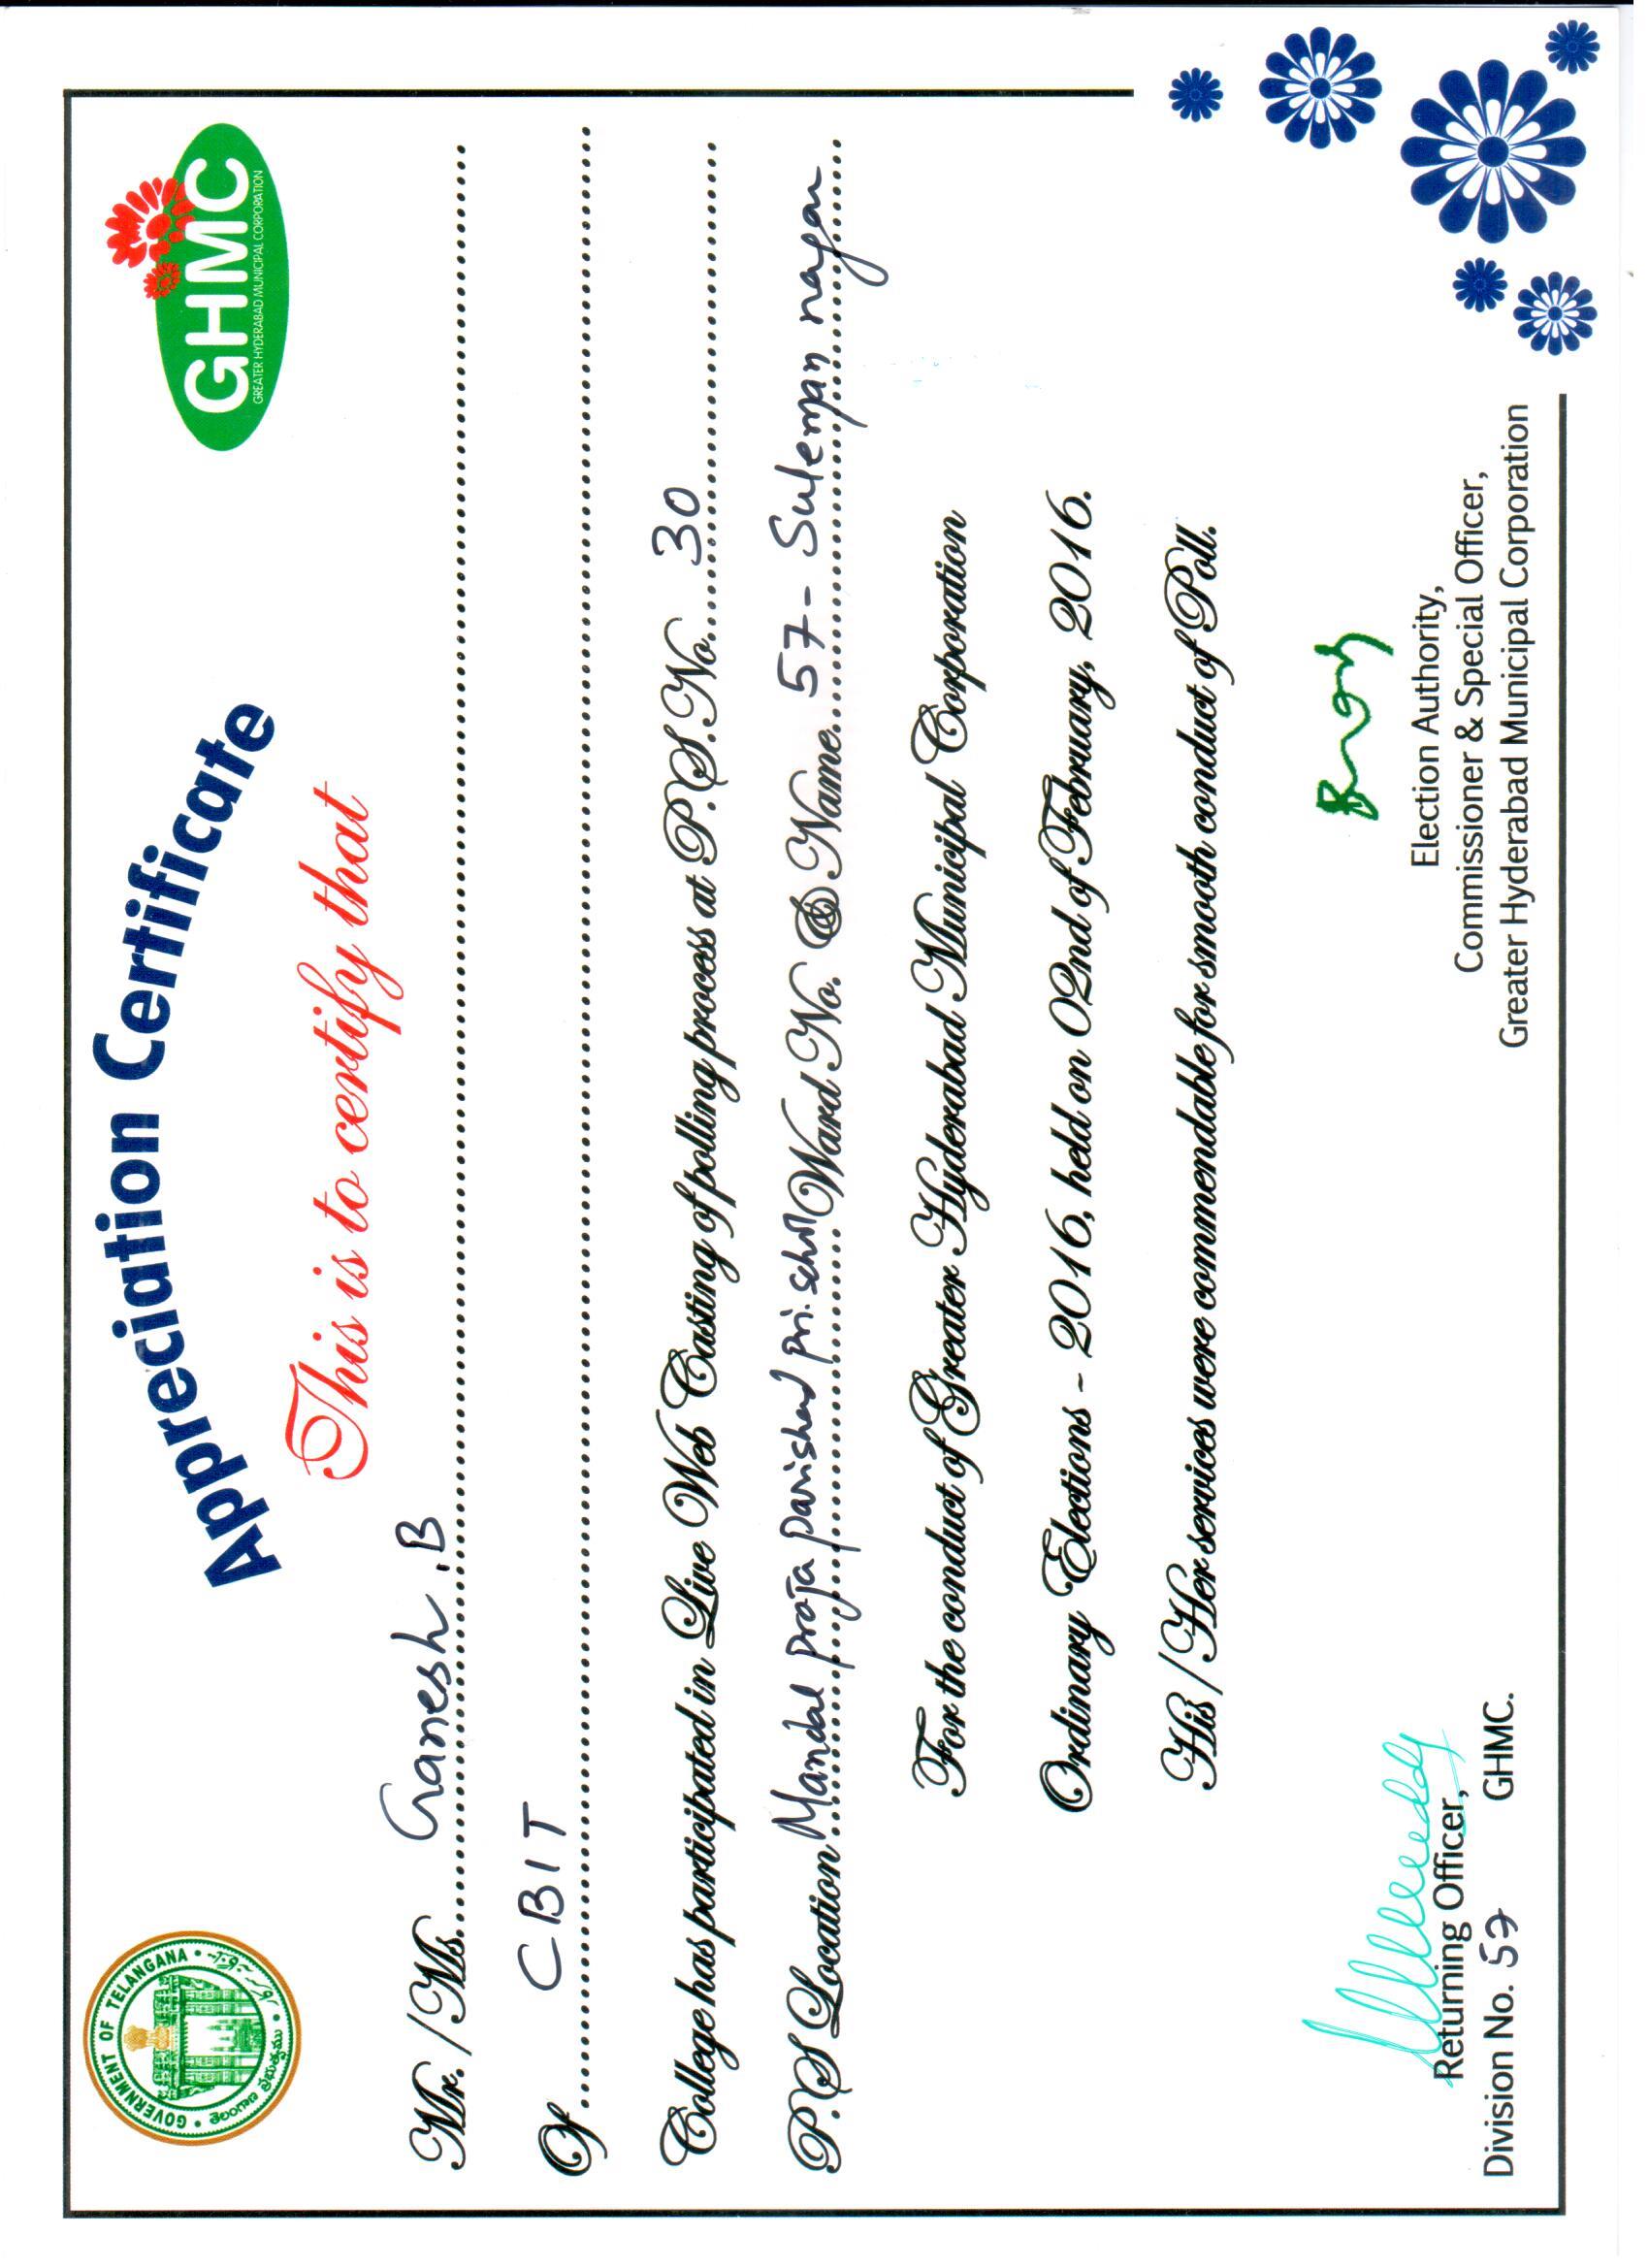 GOVERNMENT OF TELANGANA
GHMC
GREATER HYDERABAD MUNICIPAL CORPORATION
Appreciation Certificate
This is to certify that
Mr. / Ms. Ganesh .B
Of CBIT
College has participated in Live Web Casting of polling process at P.S.No. 30
P.S Location Mandal praja parishad pri. school Ward No. & Name 57- Suleman nagar
For the conduct of Greater Hyderabad Municipal Corporation
Ordinary Elections - 2016, held on 02nd of February, 2016.
His / Her services were commendable for smooth conduct of Poll.
Returning Officer,
Division No. 57 GHMC.
Election Authority,
Commissioner & Special Officer,
Greater Hyderabad Municipal Corporation